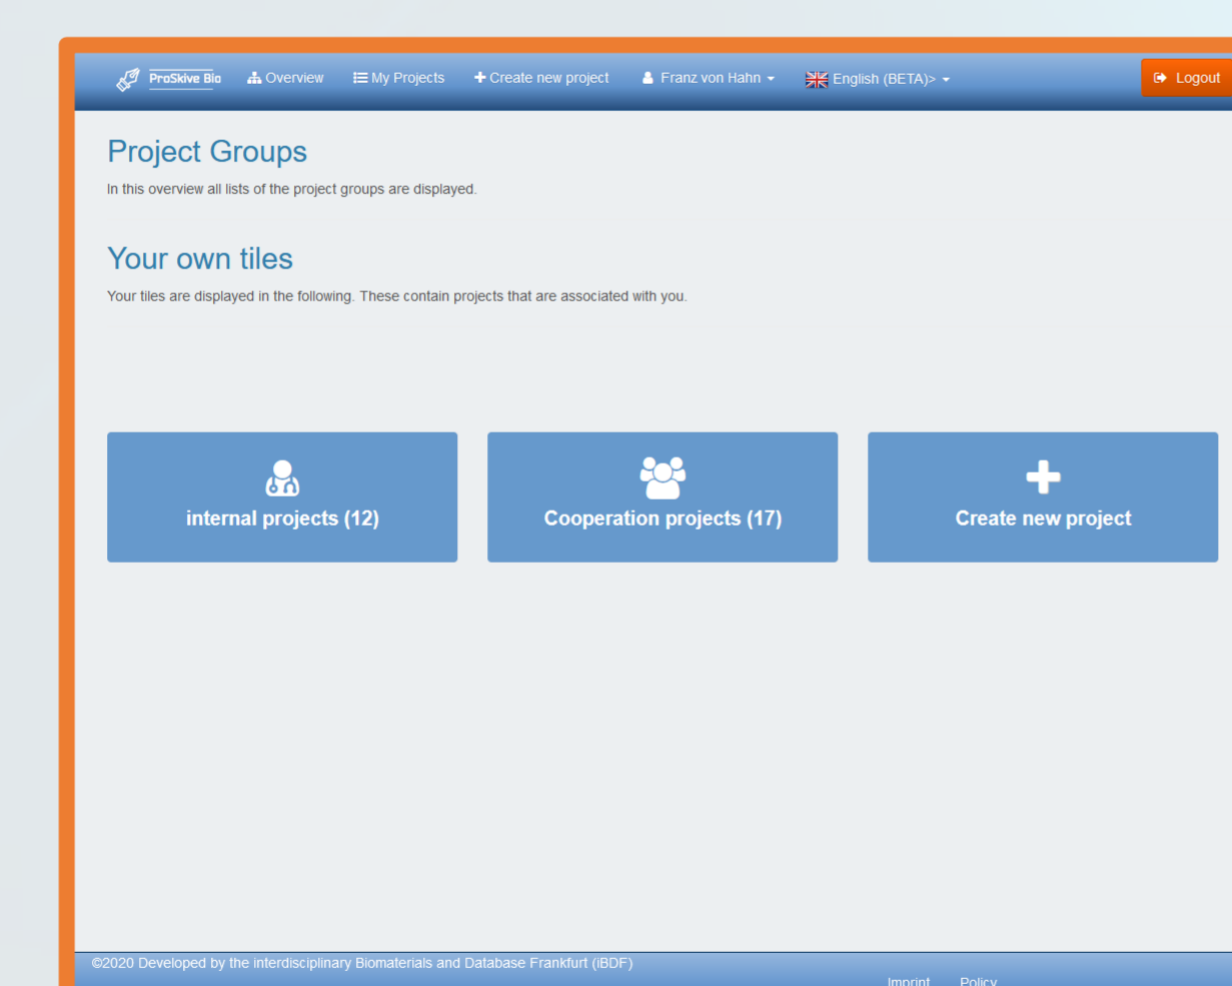 ProSkive Bio Overview My Projects Create new project Franz von Hahn English (BETA)> Logout
Project Groups
In this overview all lists of the project groups are displayed.
Your own tiles
Your tiles are displayed in the following. These contain projects that are associated with you.
internal projects (12) Cooperation projects (17) Create new project
©2020 Developed by the interdisciplinary Biomaterials and Database Frankfurt (iBDF)
Imprint Policy